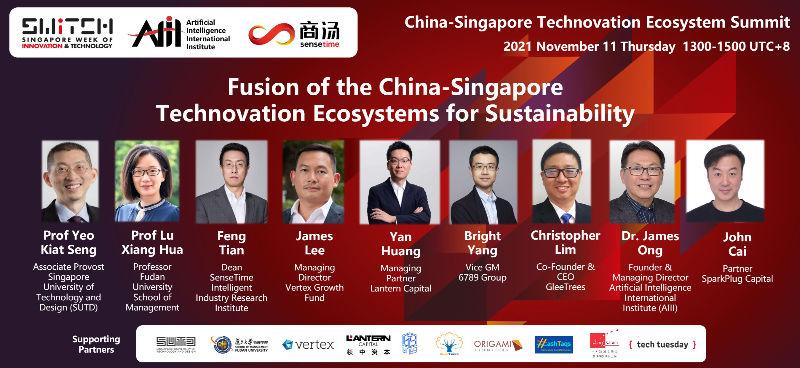 SWITCH
SINGAPORE WEEK OF
INNOVATION & TECHNOLOGY
AIII
Artificial
Intelligence
International
Institute
商汤
sensetime
China-Singapore Technovation Ecosystem Summit
2021 November 11 Thursday 1300-1500 UTC+8
Fusion of the China-Singapore
Technovation Ecosystems for Sustainability
Prof Yeo
Kiat Seng
Associate Provost
Singapore
University of
Technology and
Design (SUTD)
Prof Lu
Xiang Hua
Professor
Fudan
University
School of
Management
Feng
Tian
Dean
SenseTime
Intelligent
Industry Research
Institute
James
Lee
Managing
Director
Vertex Growth
Fund
Yan
Huang
Managing
Partner
Lantern Capital
Bright
Yang
Vice GM
6789 Group
Christopher
Lim
Co-Founder &
CEO
GleeTrees
Dr. James
Ong
Founder &
Managing Director
Artificial Intelligence
International
Institute (AIII)
John
Cai
Partner
SparkPlug Capital
Supporting
Partners
vertex
LANTERN
CAPITAL
ORIGAMI
#ashTaqs
{ tech tuesday }